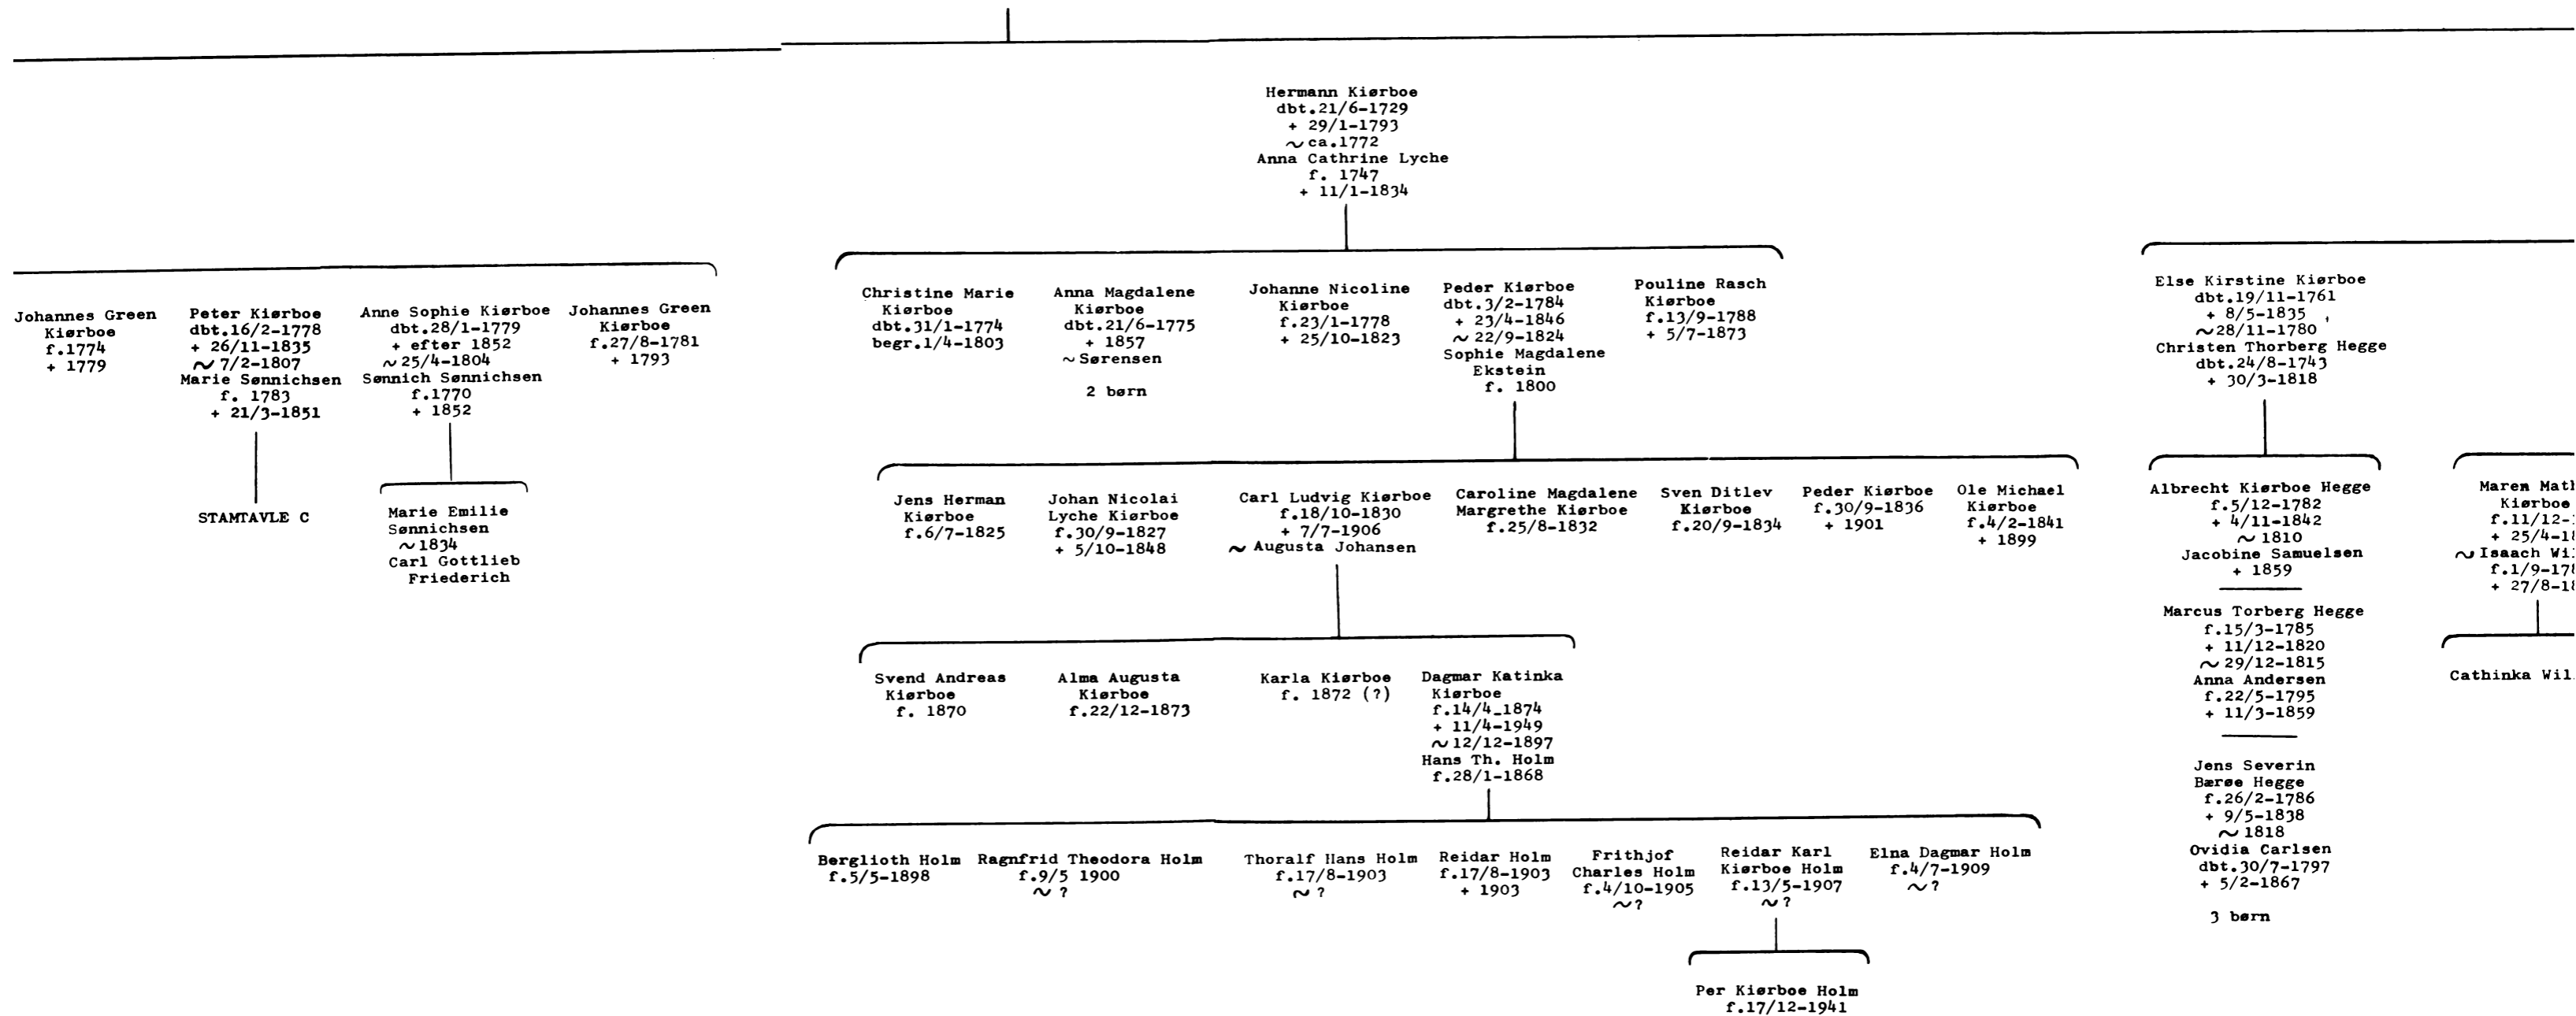 Hermann Kiørboe
dbt.21/6-1729
+ 29/1-1793
~ ca.1772
Anna Cathrine Lyche
f. 1747
+ 11/1-1834
Johannes Green
Kiørboe
f.1774
+ 1779
Peter Kiørboe
dbt.16/2-1778
+ 26/11-1835
~ 7/2-1807
Marie Sønnichsen
f. 1783
+ 21/3-1851
STAMTAVLE C
Anne Sophie Kiørboe
dbt.28/1-1779
+ efter 1852
~ 25/4-1804
Sønnich Sønnichsen
f.1770
+ 1852
Marie Emilie
Sønnichsen
~ 1834
Carl Gottlieb
Friederich
Johannes Green
Kiørboe
f.27/8-1781
+ 1793
Christine Marie
Kiørboe
dbt.31/1-1774
begr.1/4-1803
Anna Magdalene
Kiørboe
dbt.21/6-1775
+ 1857
~ Sørensen
2 børn
Johanne Nicoline
Kiørboe
f.23/1-1778
+ 25/10-1823
Peder Kiørboe
dbt.3/2-1784
+ 23/4-1846
~ 22/9-1824
Sophie Magdalene
Ekstein
f. 1800
Pouline Rasch
Kiørboe
f.13/9-1788
+ 5/7-1873
Jens Herman
Kiørboe
f.6/7-1825
Johan Nicolai
Lyche Kiørboe
f.30/9-1827
+ 5/10-1848
Carl Ludvig Kiørboe
f.18/10-1830
+ 7/7-1906
~ Augusta Johansen
Caroline Magdalene
Margrethe Kiørboe
f.25/8-1832
Sven Ditlev
Kiørboe
f.20/9-1834
Peder Kiørboe
f.30/9-1836
+ 1901
Ole Michael
Kiørboe
f.4/2-1841
+ 1899
Svend Andreas
Kiørboe
f. 1870
Alma Augusta
Kiørboe
f.22/12-1873
Karla Kiørboe
f. 1872 (?)
Dagmar Katinka
Kiørboe
f.14/4_1874
+ 11/4-1949
~ 12/12-1897
Hans Th. Holm
f.28/1-1868
Berglioth Holm
f.5/5-1898
Ragnfrid Theodora Holm
f.9/5 1900
~ ?
Thoralf Hans Holm
f.17/8-1903
~ ?
Reidar Holm
f.17/8-1903
+ 1903
Frithjof
Charles Holm
f.4/10-1905
~ ?
Reidar Karl
Kiørboe Holm
f.13/5-1907
~ ?
Elna Dagmar Holm
f.4/7-1909
~ ?
Per Kiørboe Holm
f.17/12-1941
Else Kirstine Kiørboe
dbt.19/11-1761
+ 8/5-1835
~ 28/11-1780
Christen Thorberg Hegge
dbt.24/8-1743
+ 30/3-1818
Albrecht Kiørboe Hegge
f.5/12-1782
+ 4/11-1842
~ 1810
Jacobine Samuelsen
+ 1859
Marcus Torberg Hegge
f.15/3-1785
+ 11/12-1820
~ 29/12-1815
Anna Andersen
f.22/5-1795
+ 11/3-1859
Jens Severin
Bærøe Hegge
f.26/2-1786
+ 9/5-1838
~ 1818
Ovidia Carlsen
dbt.30/7-1797
+ 5/2-1867
3 børn
Maren
Kiørboe
f.11/12-
+ 25/4-
~ Isaach
f.1/9-
+ 27/8-
Cathinka